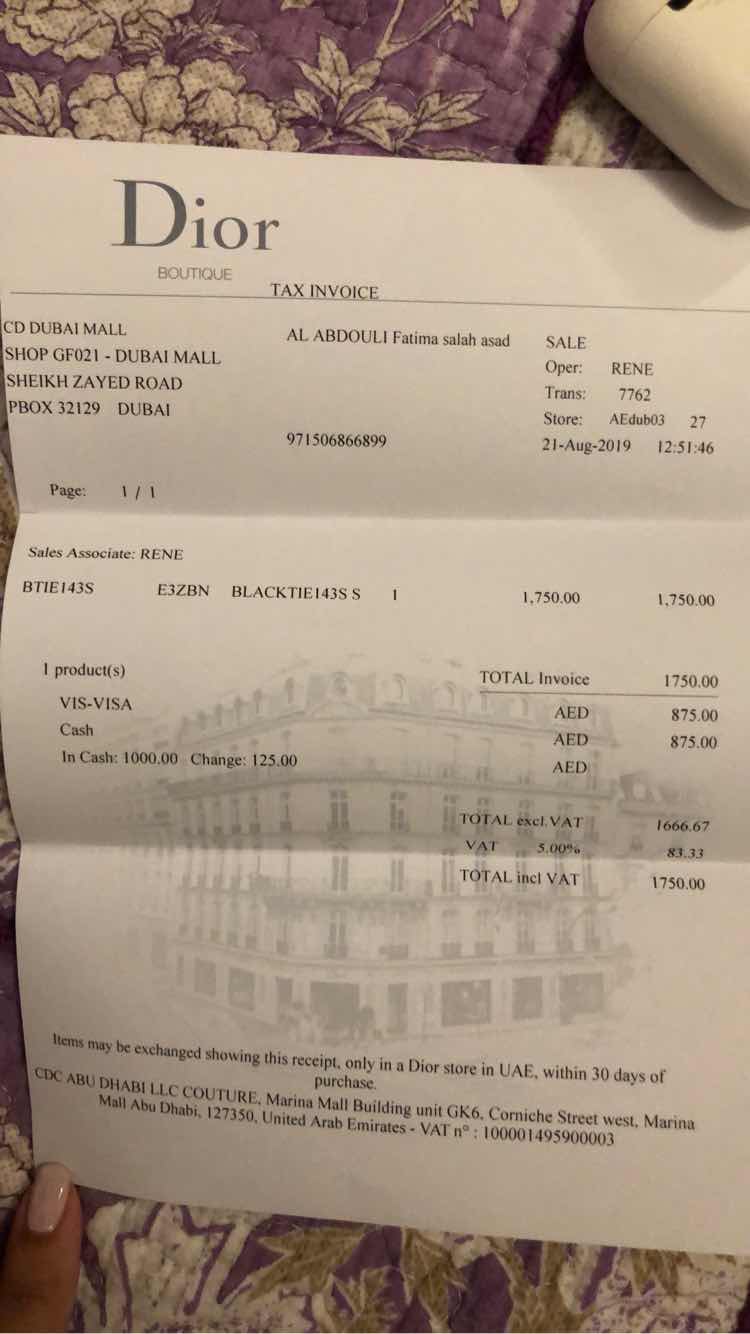 Dior
BOUTIQUE
TAX INVOICE
CD DUBAI MALL
SHOP GF021 - DUBAI MALL
SHEIKH ZAYED ROAD
PBOX 32129 DUBAI
AL ABDOULI Fatima salah asad
971506866899
SALE
Oper: RENE
Trans: 7762
Store: AEdub03 27
21-Aug-2019 12:51:46
Page: 1 / 1
Sales Associate: RENE
BTIE143S E3ZBN BLACKTIE143S S 1 1,750.00 1,750.00
1 product(s)
TOTAL Invoice 1750.00
VIS-VISA AED 875.00
Cash AED 875.00
In Cash: 1000.00 Change: 125.00 AED
TOTAL excl.VAT 1666.67
VAT 5.00% 83.33
TOTAL incl VAT 1750.00
Items may be exchanged showing this receipt, only in a Dior store in UAE, within 30 days of
purchase.
CDC ABU DHABI LLC COUTURE, Marina Mall Building unit GK6, Corniche Street west, Marina
Mall Abu Dhabi, 127350, United Arab Emirates - VAT n° : 100001495900003